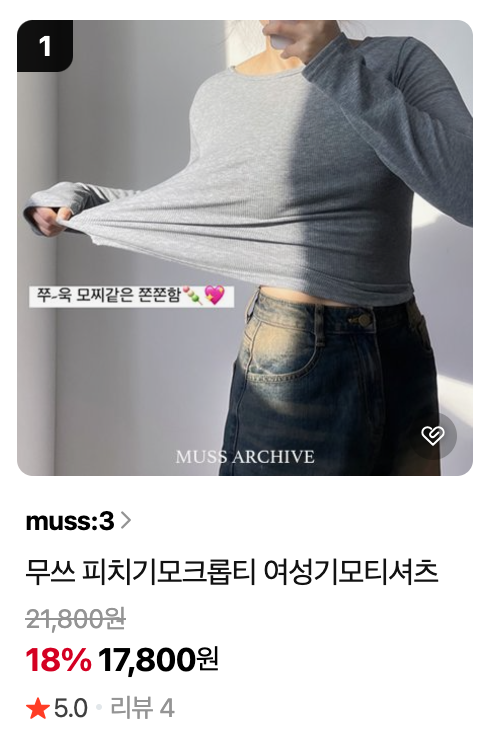 1
쭈-욱 모찌같은 쫀쫀함🍡💖
MUSS ARCHIVE
muss:3 >
무쓰 피치기모크롭티 여성기모티셔츠
21,800원
18% 17,800원
★5.0 • 리뷰 4